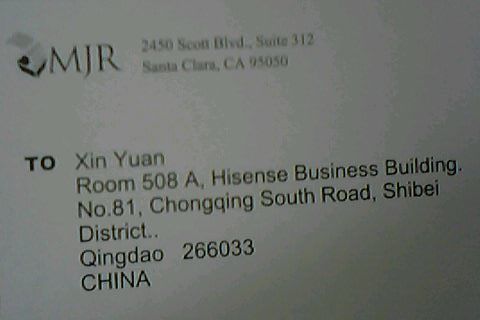 MJR
2450 Scott Blvd., Suite 312
Santa Clara, CA 95050
TO Xin Yuan
Room 508 A, Hisense Business Building.
No.81, Chongqing South Road, Shibei
District..
Qingdao 266033
CHINA